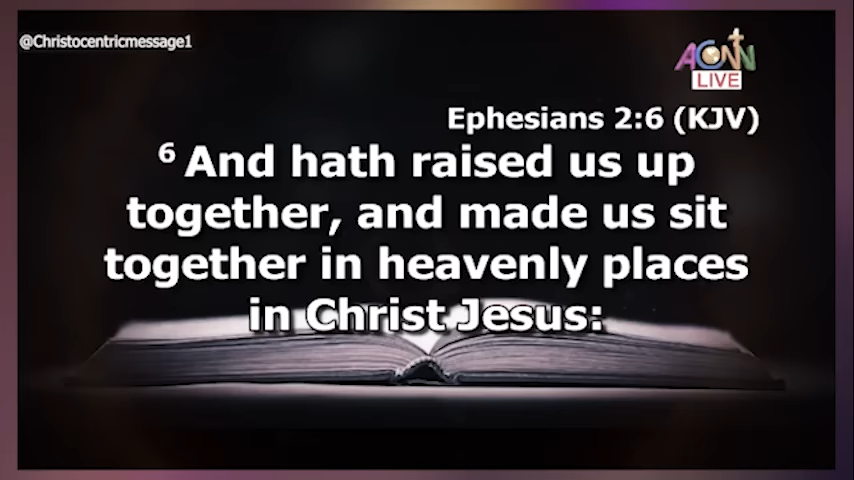 @Christocentricmessage1
ACNN
LIVE
Ephesians 2:6 (KJV)
6 And hath raised us up
together, and made us sit
together in heavenly places
in Christ Jesus: